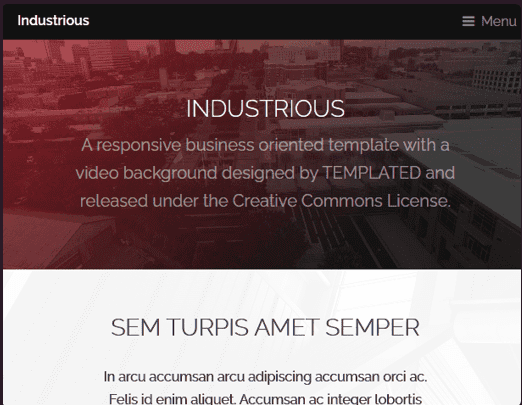 Industrious
Menu
INDUSTRIOUS
A responsive business oriented template with a
video background designed by TEMPLATED and
released under the Creative Commons License.
SEM TURPIS AMET SEMPER
In arcu accumsan arcu adipiscing accumsan orci ac.
Felis id enim aliquet. Accumsan ac integer lobortis